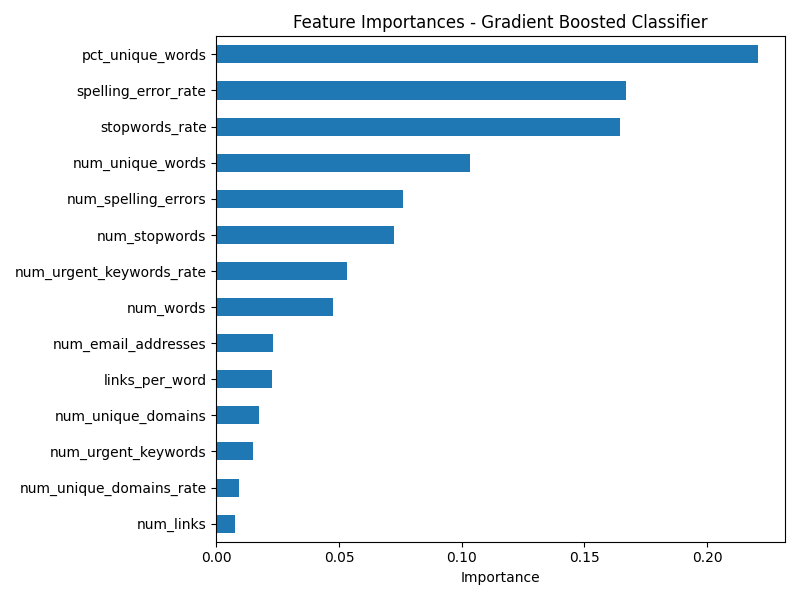 Feature Importances - Gradient Boosted Classifier
pct_unique_words
spelling_error_rate
stopwords_rate
num_unique_words
num_spelling_errors
num_stopwords
num_urgent_keywords_rate
num_words
num_email_addresses
links_per_word
num_unique_domains
num_urgent_keywords
num_unique_domains_rate
num_links
0.00 0.05 0.10 0.15 0.20
Importance